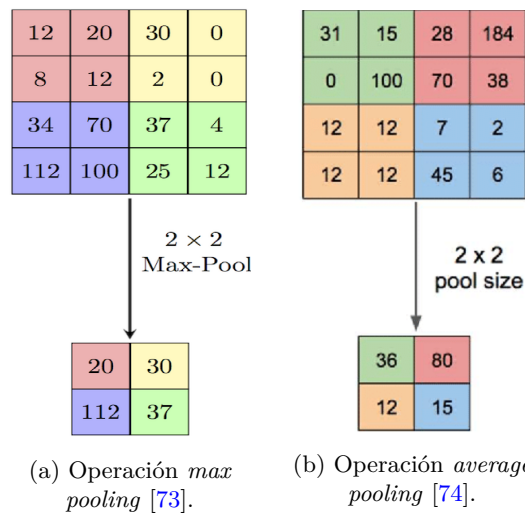 12 20 30 0
8 12 2 0
34 70 37 4
112 100 25 12
2 × 2
Max-Pool
20 30
112 37
(a) Operación max
pooling [73].
31 15 28 184
0 100 70 38
12 12 7 2
12 12 45 6
2 x 2
pool size
36 80
12 15
(b) Operación average
pooling [74].